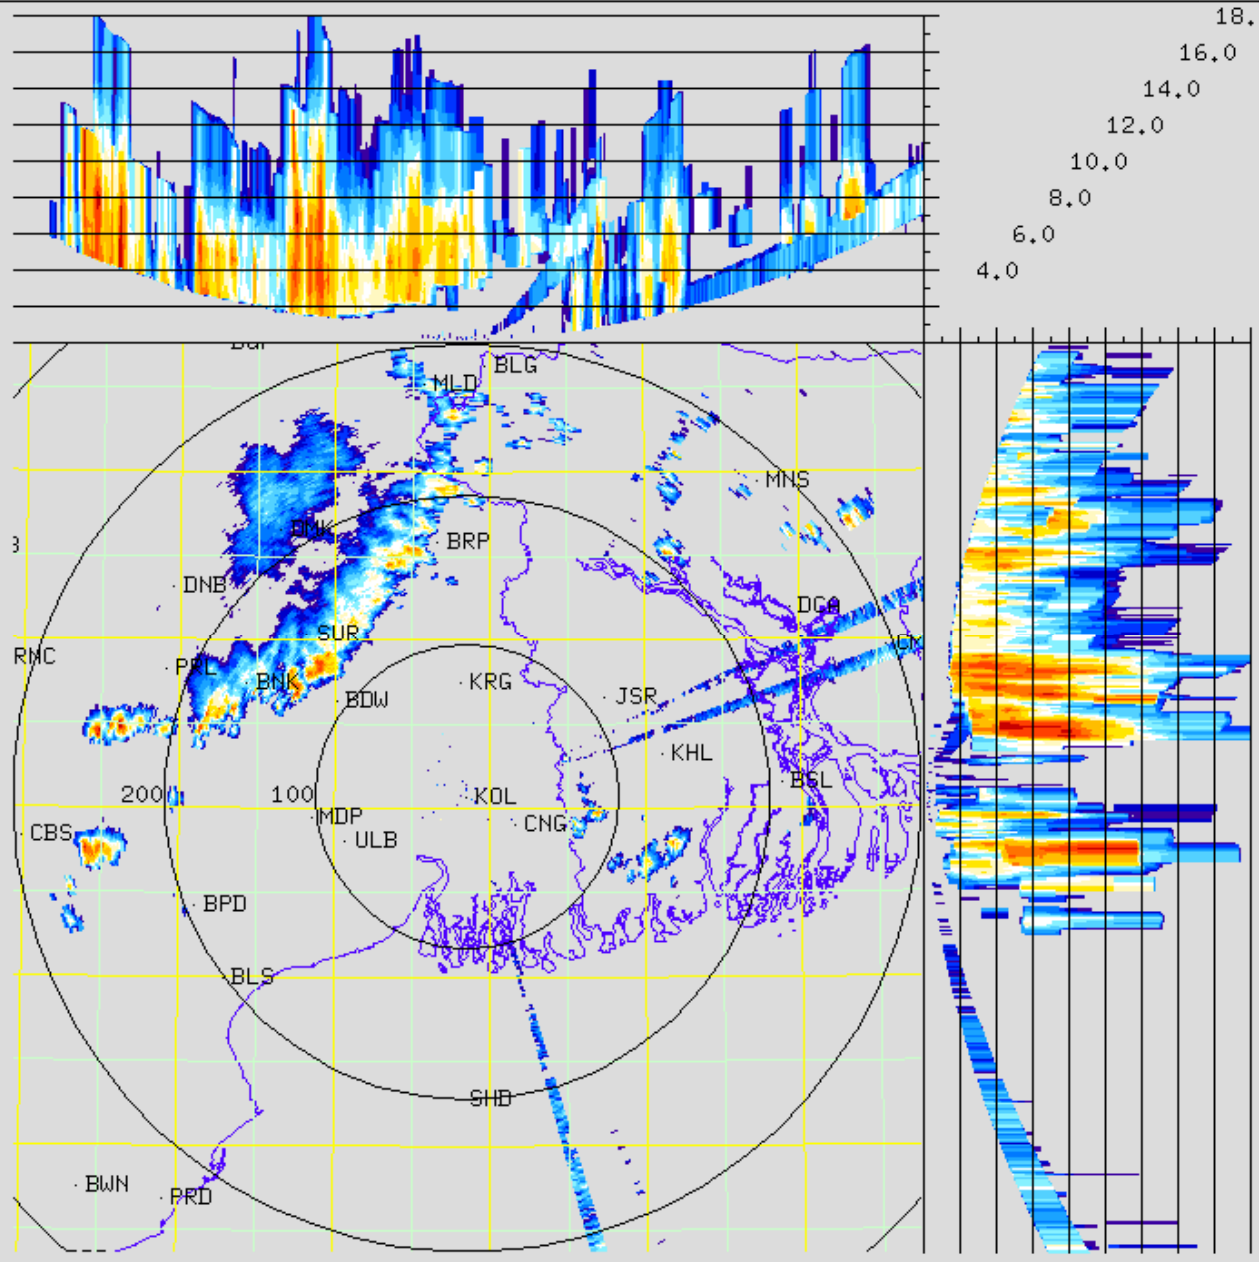 18.
16.0
14.0
12.0
10.0
8.0
6.0
4.0
BLG
MLD
MNS
DMK
BRP
DNB
DCA
SUR
RNC
PRL
BNK
KRG
BDW
JSR
KHL
BSL
200
100
KOL
MDP
CNG
CBS
ULB
BPD
BLS
SHD
BWN
PRD